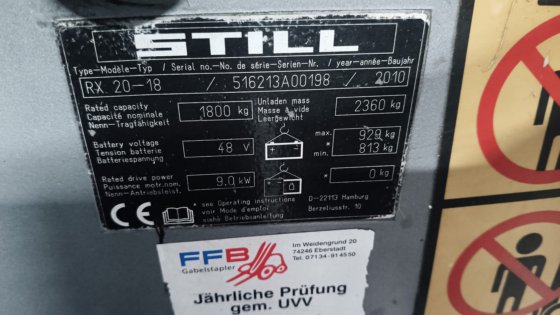 STILL
Type-Modèle-Typ / Serial no.-No. de série-Serien-Nr. / year-année-Baujahr
RX 20-18 / 516213A00198 / 2010
Rated capacity
Capacité nominale
Nenn-Tragfähigkeit
1800 kg
Unladen mass
Masse à vide
Leergewicht
2360 kg
Battery voltage
Tension batterie
Batteriespannung
48 V
max. 929 kg
*
min. 813 kg
Rated drive power
Puissance motr.nom.
Nenn-Antriebsleist.
9.0 kW
* 0 kg
* see Operating instructions
voir Mode d'emploi
siehe Betriebsanleitung
D-22113 Hamburg
Berzeliusstr. 10
CE
FFB
Gabelstapler
Im Weidengrund 20
74246 Eberstadt
Tel. 07134-914550
Jährliche Prüfung
gem. UVV